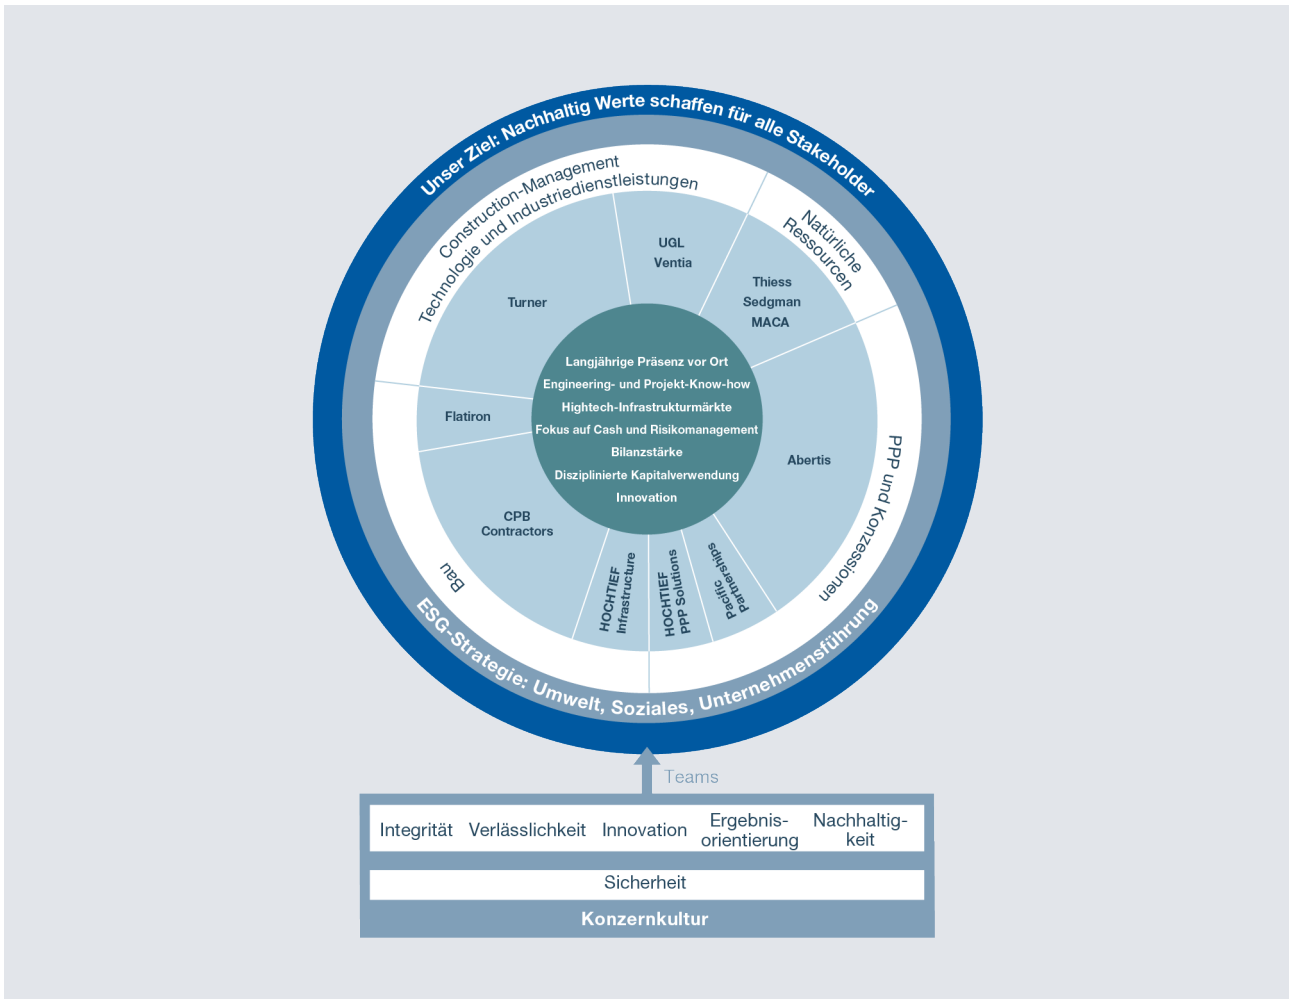 Unser Ziel: Nachhaltig Werte schaffen für alle Stakeholder
Construction-Management
Technologie und Industriedienstleistungen
Natürliche
Ressourcen
UGL
Ventia
Thiess
Sedgman
MACA
Turner
Langjährige Präsenz vor Ort
Engineering- und Projekt-Know-how
Hightech-Infrastrukturmärkte
Fokus auf Cash und Risikomanagement
Bilanzstärke
Disziplinierte Kapitalverwendung
Innovation
Flatiron
Abertis
PPP und Konzessionen
CPB
Contractors
HOCHTIEF
Infrastructure
HOCHTIEF
PPP Solutions
Pacific
Partnerships
Bau
ESG-Strategie: Umwelt, Soziales, Unternehmensführung
Teams
Integrität
Verlässlichkeit
Innovation
Ergebnis-
orientierung
Nachhaltig-
keit
Sicherheit
Konzernkultur